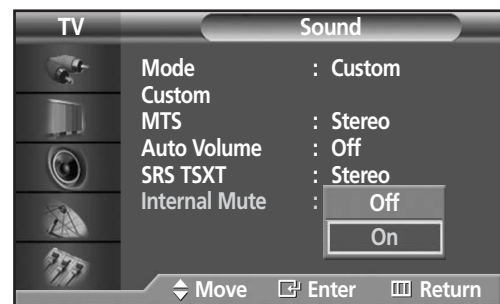 TV Sound
Mode : Custom
Custom
MTS : Stereo
Auto Volume : Off
SRS TSXT : Stereo
Internal Mute : Off
On
Move Enter Return